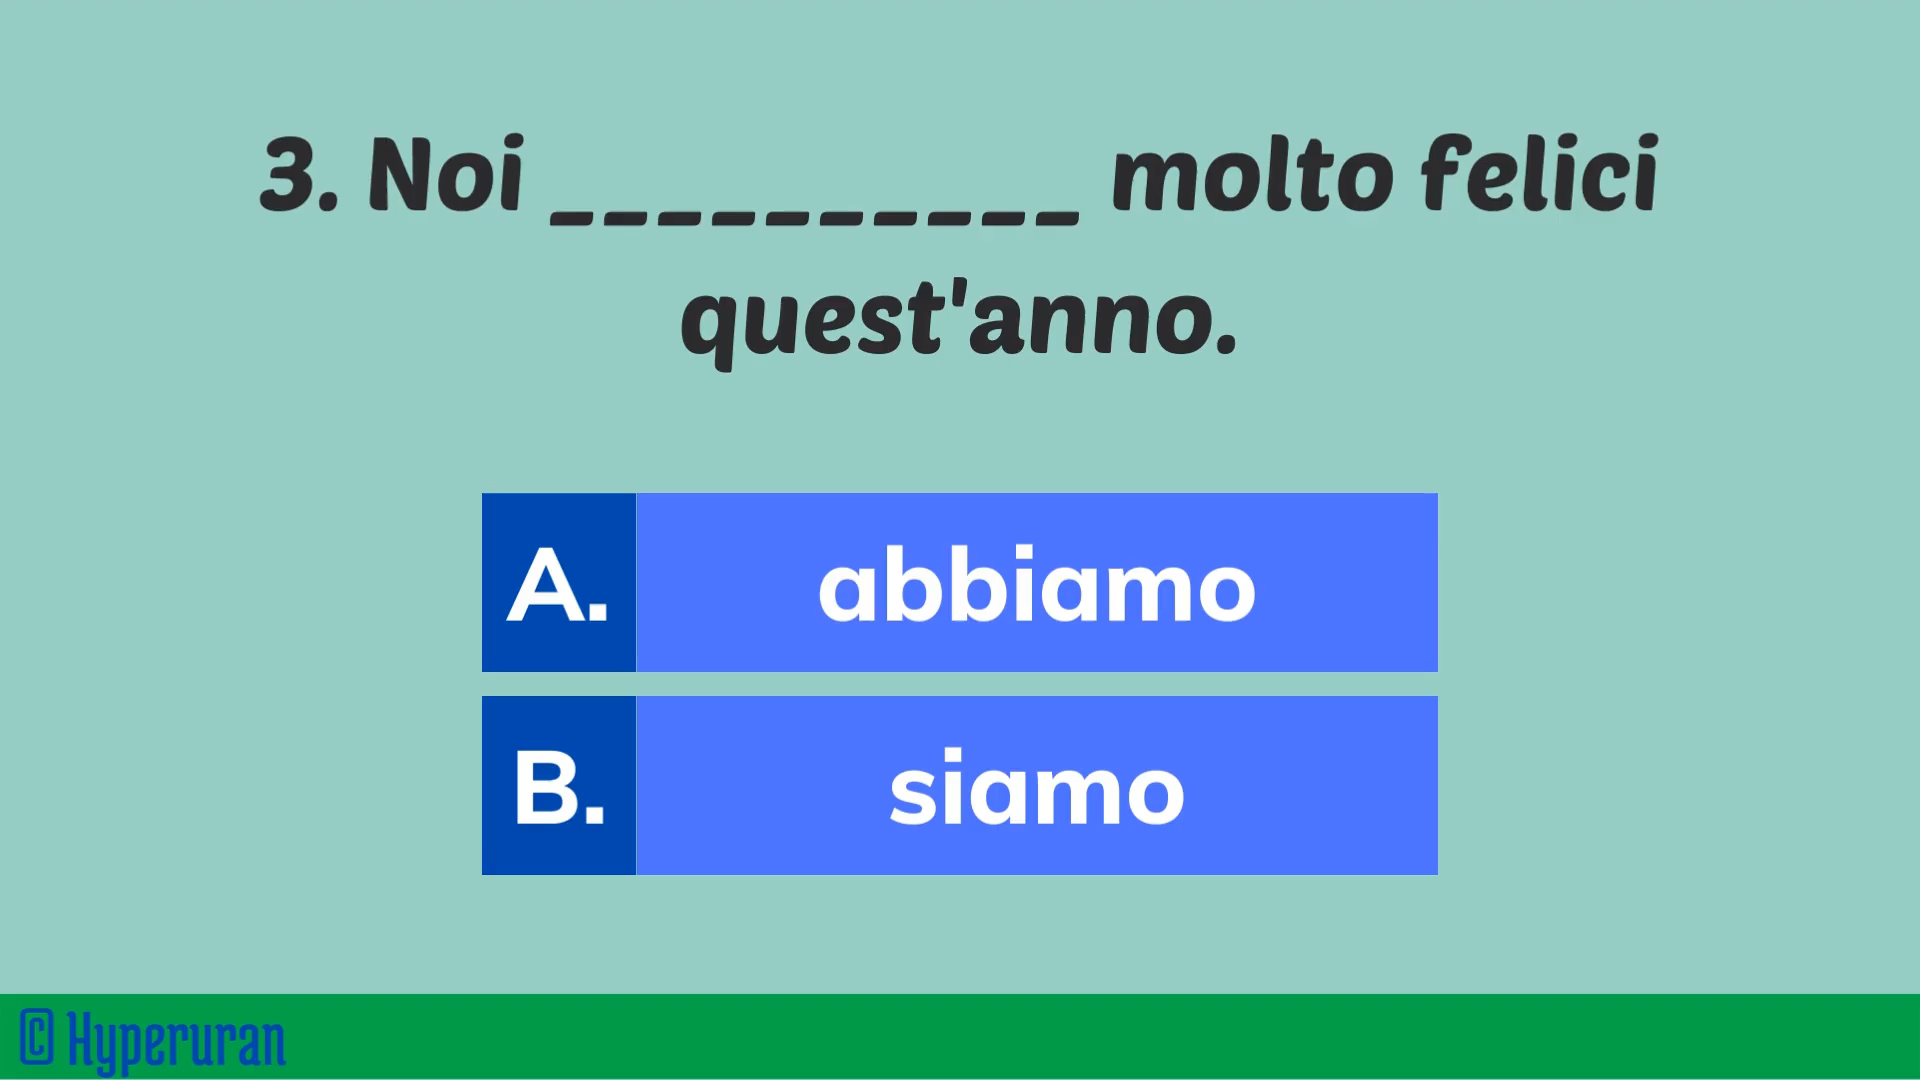 3. Noi __________ molto felici
quest'anno.
A. abbiamo
B. siamo
© Hyperuran